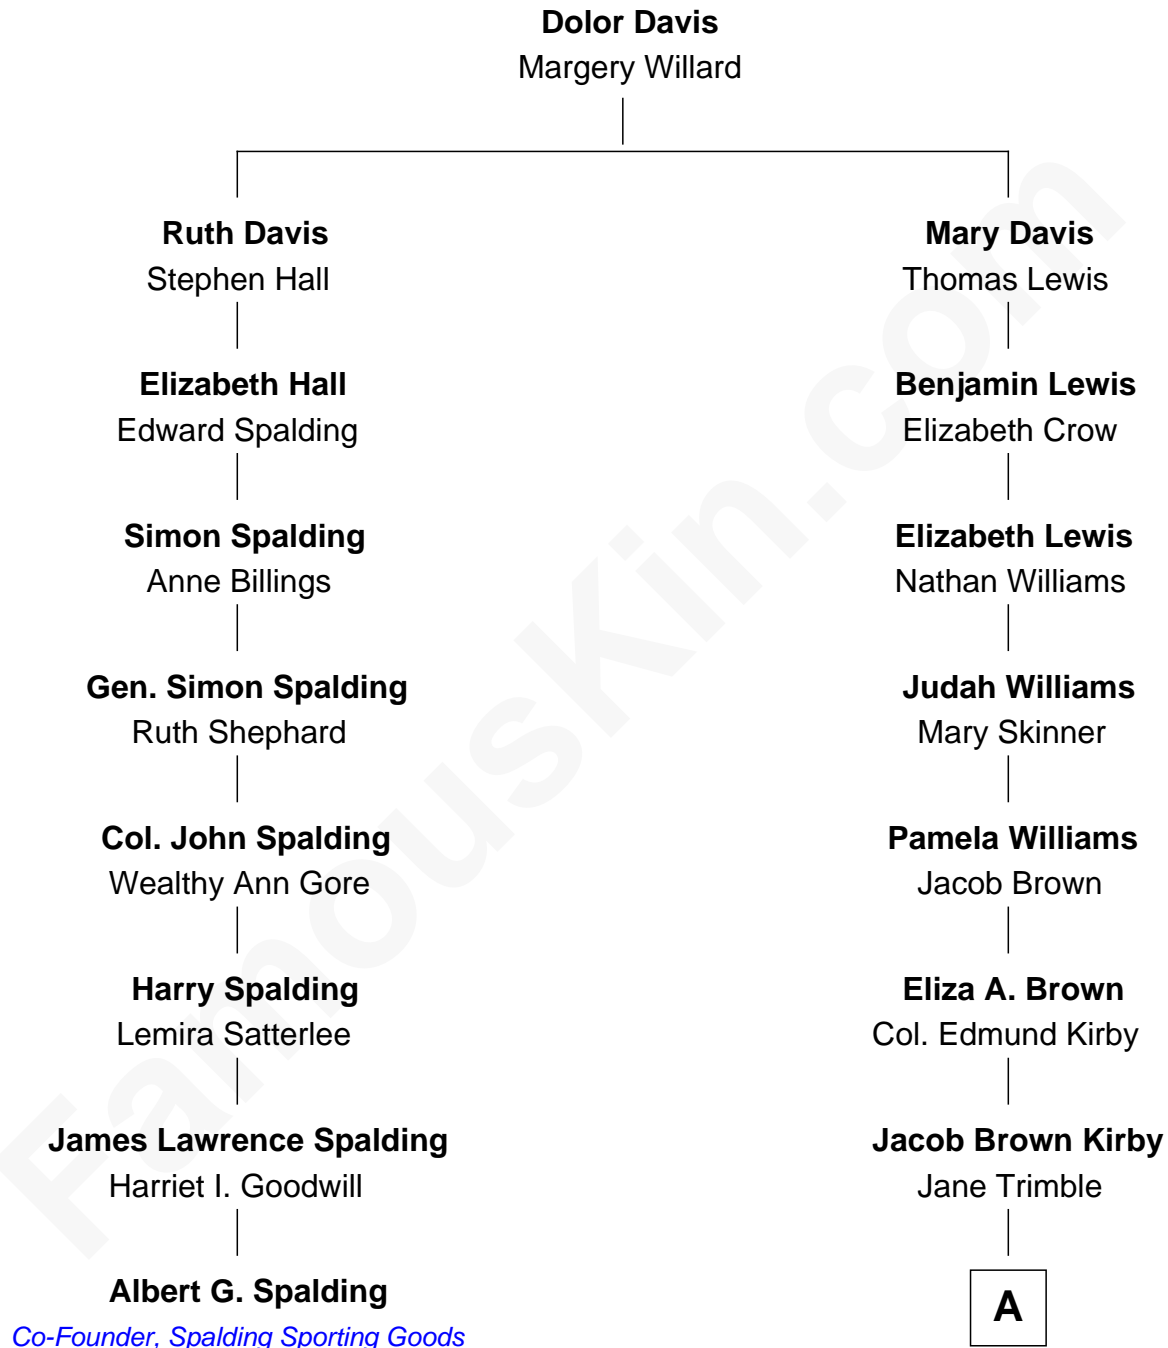 Dolor Davis
Margery Willard
Ruth Davis
Stephen Hall
Mary Davis
Thomas Lewis
Elizabeth Hall
Edward Spalding
Benjamin Lewis
Elizabeth Crow
Simon Spalding
Anne Billings
Elizabeth Lewis
Nathan Williams
Gen. Simon Spalding
Ruth Shephard
Judah Williams
Mary Skinner
Col. John Spalding
Wealthy Ann Gore
Pamela Williams
Jacob Brown
Harry Spalding
Lemira Satterlee
Eliza A. Brown
Col. Edmund Kirby
James Lawrence Spalding
Harriet I. Goodwill
Jacob Brown Kirby
Jane Trimble
Albert G. Spalding
Co-Founder, Spalding Sporting Goods
A
FamousKin.com